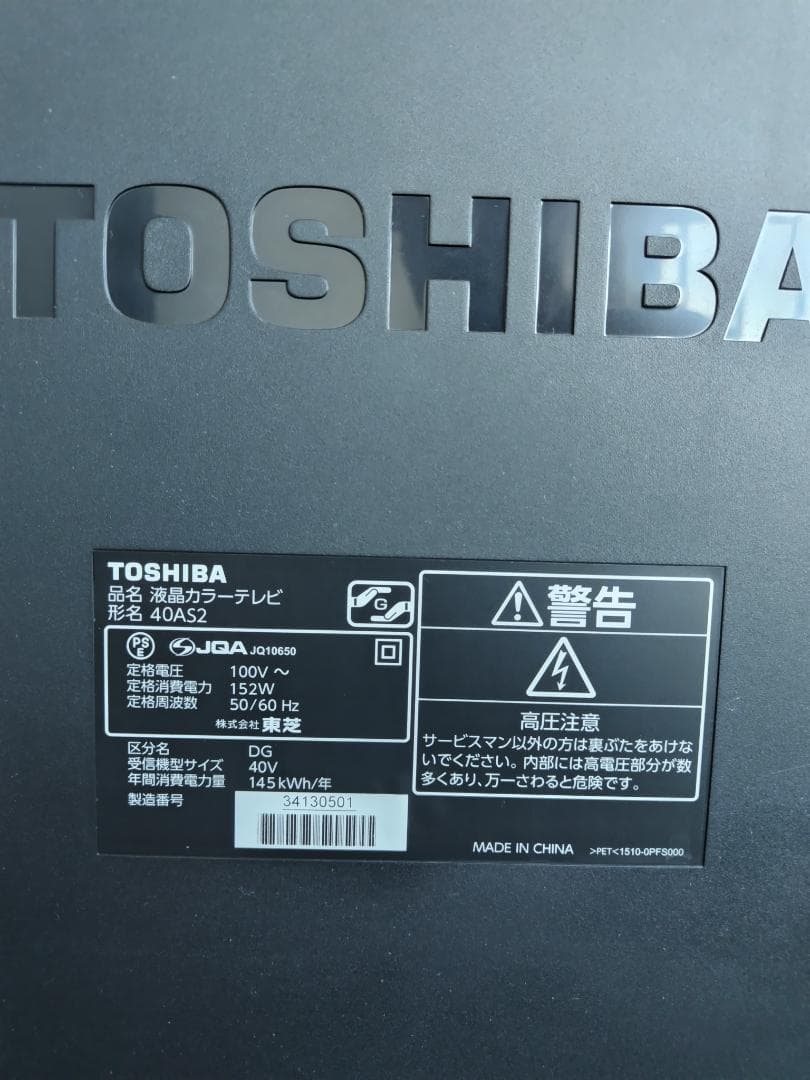 TOSHIBA
TOSHIBA
品名 液晶カラーテレビ
形名 40AS2
G
PS
E
JQA JQ10650
定格電圧 100V ～
定格消費電力 152W
定格周波数 50/60 Hz
株式会社 東芝
区分名 DG
受信機型サイズ 40V
年間消費電力量 145kWh/年
製造番号 34130501
警告
高圧注意
サービスマン以外の方は裏ぶたをあけな
いでください。内部には高電圧部分が数
多くあり、万一さわると危険です。
MADE IN CHINA >PET<1510-0PFS000